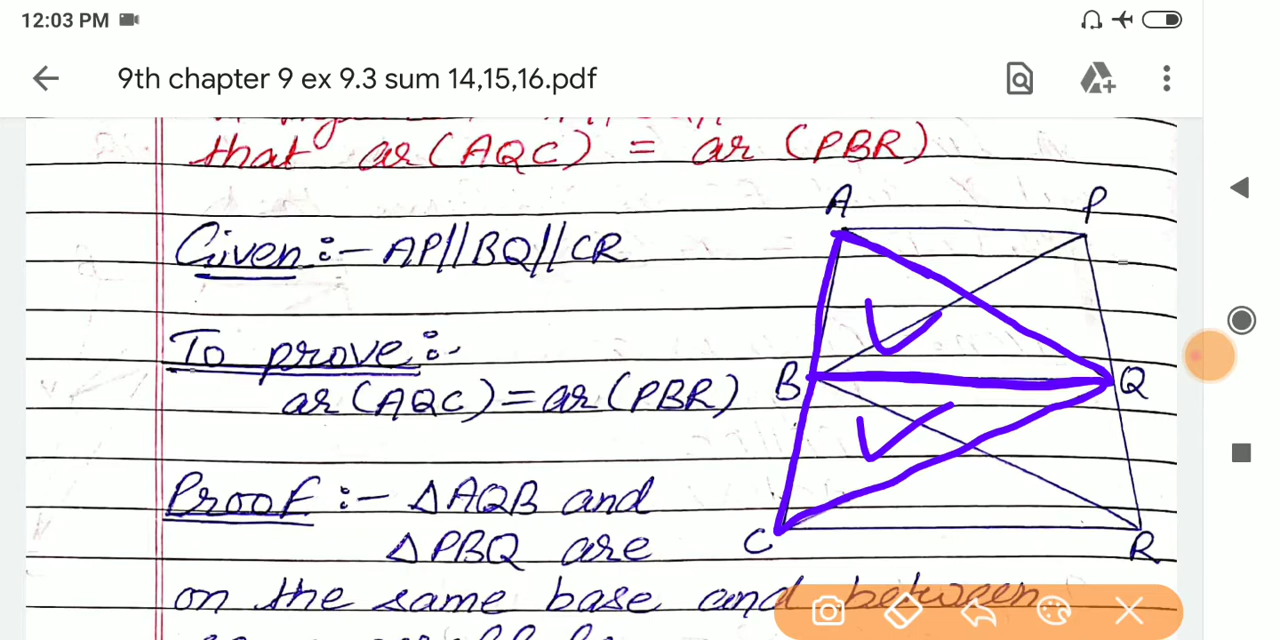 12:03 PM
9th chapter 9 ex 9.3 sum 14,15,16.pdf
that ar (AQC) = ar (PBR)
Given :- AP||BQ||CR
To prove :-
ar (AQC) = ar (PBR)
Proof :- △AQB and
△PBQ are
on the same base and between
A
P
B
Q
C
R